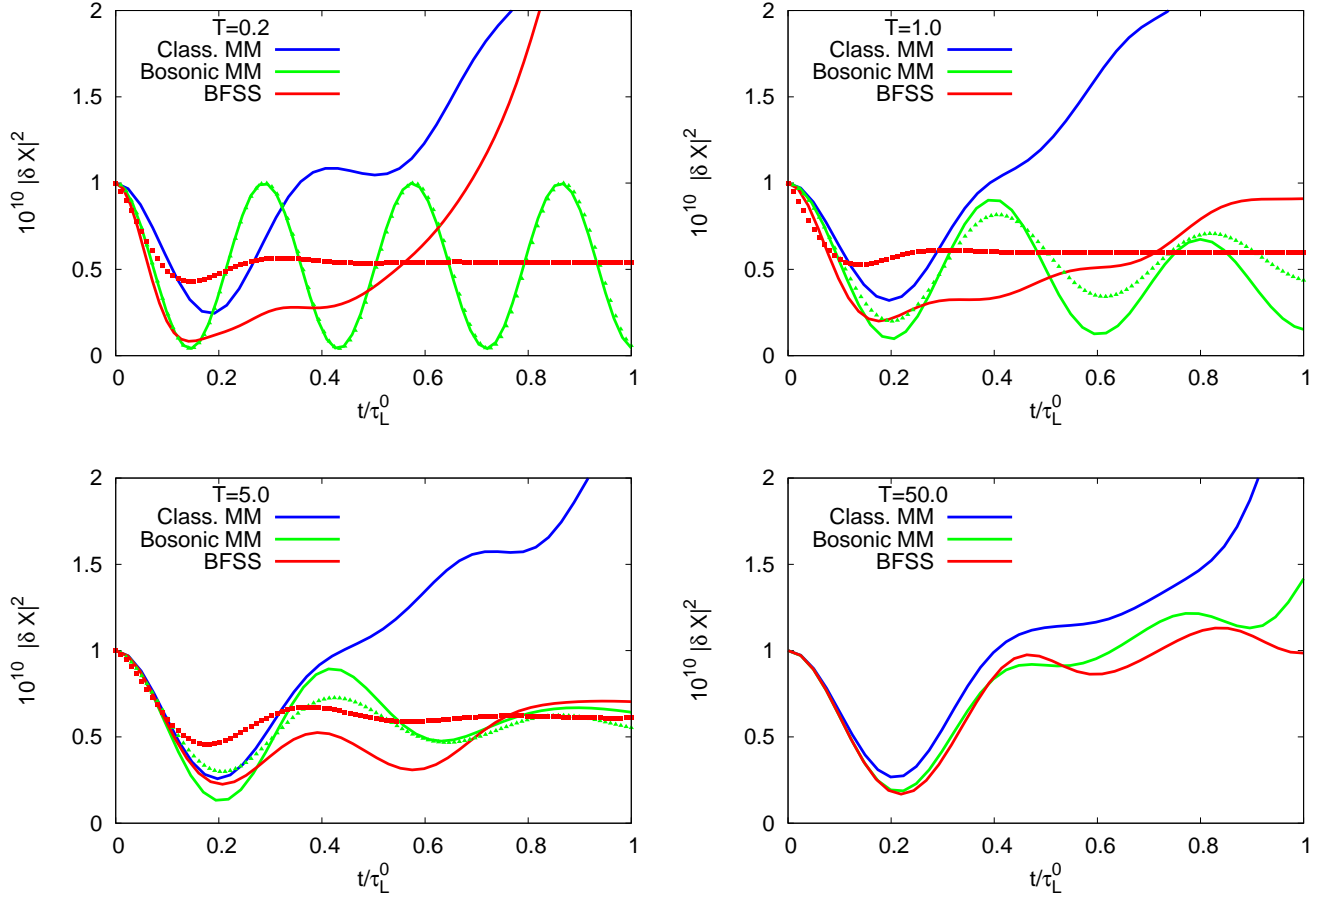 T=0.2
Class. MM
Bosonic MM
BFSS
10^10 |δ X|^2
2
1.5
1
0.5
0
0 0.2 0.4 0.6 0.8 1
t/τ_L^0
T=1.0
Class. MM
Bosonic MM
BFSS
10^10 |δ X|^2
2
1.5
1
0.5
0
0 0.2 0.4 0.6 0.8 1
t/τ_L^0
T=5.0
Class. MM
Bosonic MM
BFSS
10^10 |δ X|^2
2
1.5
1
0.5
0
0 0.2 0.4 0.6 0.8 1
t/τ_L^0
T=50.0
Class. MM
Bosonic MM
BFSS
10^10 |δ X|^2
2
1.5
1
0.5
0
0 0.2 0.4 0.6 0.8 1
t/τ_L^0